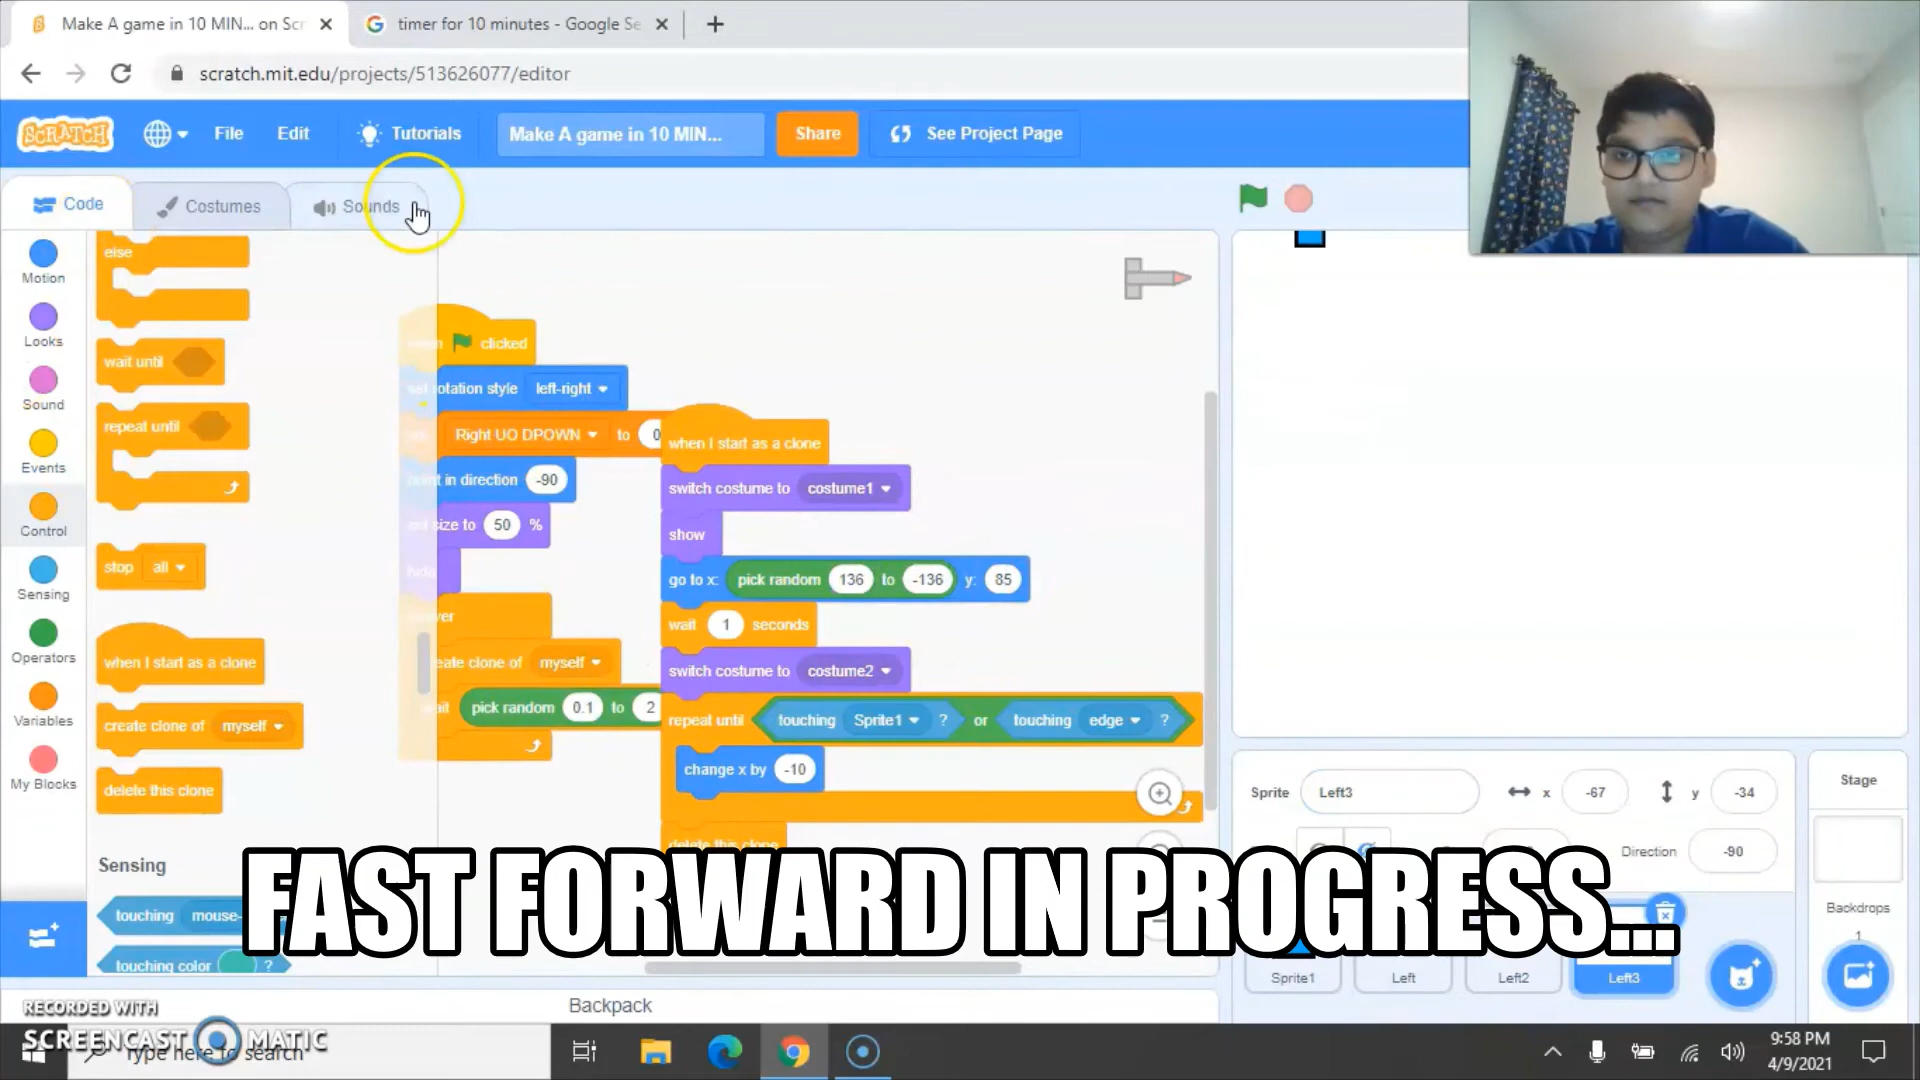 Make A game in 10 MIN... on Scr
timer for 10 minutes - Google Se
scratch.mit.edu/projects/513626077/editor
SCRATCH
File
Edit
Tutorials
Make A game in 10 MIN...
Share
See Project Page
Code
Costumes
Sounds
Motion
Looks
Sound
Events
Control
Sensing
Operators
Variables
My Blocks
else
wait until
repeat until
stop all
when I start as a clone
create clone of myself
delete this clone
Sensing
touching mouse-
touching color ?
clicked
rotation style left-right
Right UO DPOWN to 0
in direction -90
size to 50 %
hide
clone of myself
pick random 0.1 to 2
when I start as a clone
switch costume to costume1
show
go to x: pick random 136 to -136 y: 85
wait 1 seconds
switch costume to costume2
repeat until touching Sprite1 ? or touching edge ?
change x by -10
delete this clone
Sprite Left3 x -67 y -34
Direction -90
Sprite1
Left
Left2
Left3
Stage
Backdrops
1
FAST FORWARD IN PROGRESS...
Backpack
RECORDED WITH
SCREENCAST MATIC
Type here to search
9:58 PM
4/9/2021